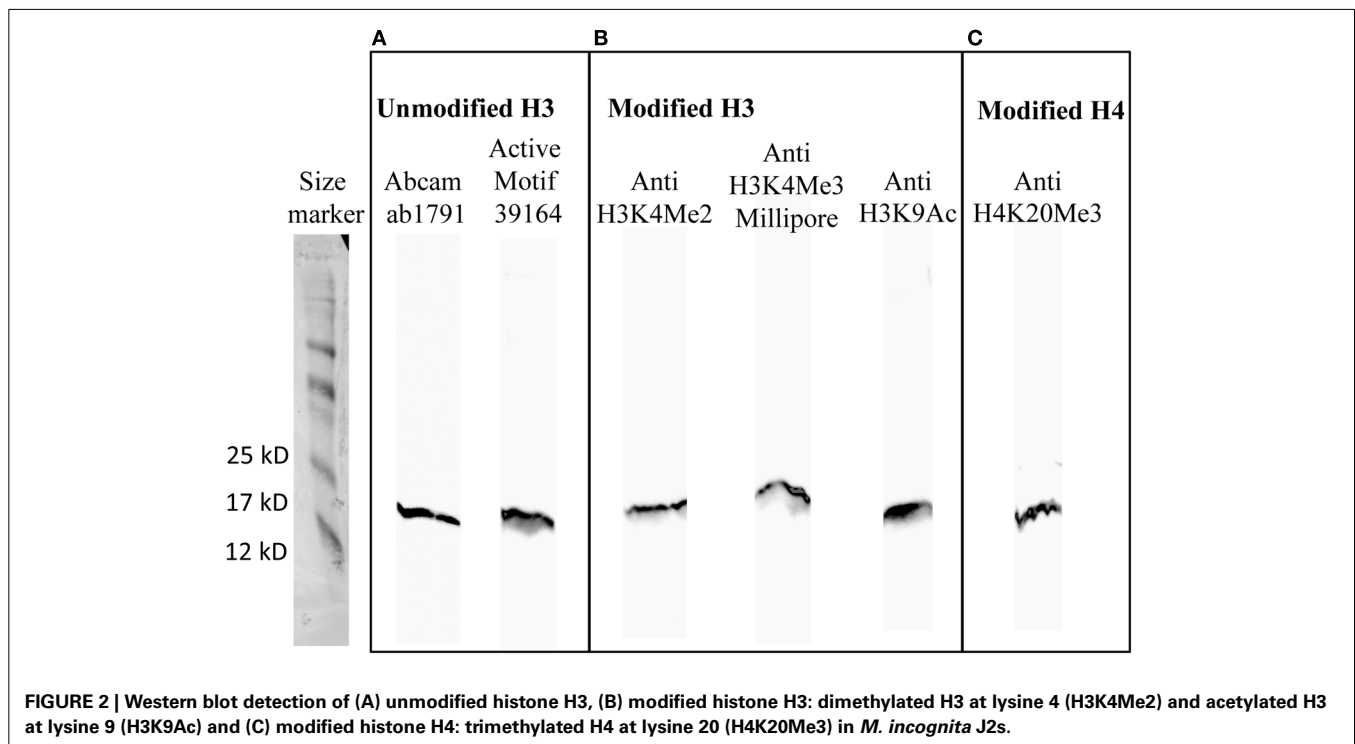 A
B
C
Unmodified H3
Modified H3
Modified H4
Size
marker
Abcam
ab1791
Active
Motif
39164
Anti
H3K4Me2
Anti
H3K4Me3
Millipore
Anti
H3K9Ac
Anti
H4K20Me3
25 kD
17 kD
12 kD
FIGURE 2 | Western blot detection of (A) unmodified histone H3, (B) modified histone H3: dimethylated H3 at lysine 4 (H3K4Me2) and acetylated H3
at lysine 9 (H3K9Ac) and (C) modified histone H4: trimethylated H4 at lysine 20 (H4K20Me3) in M. incognita J2s.